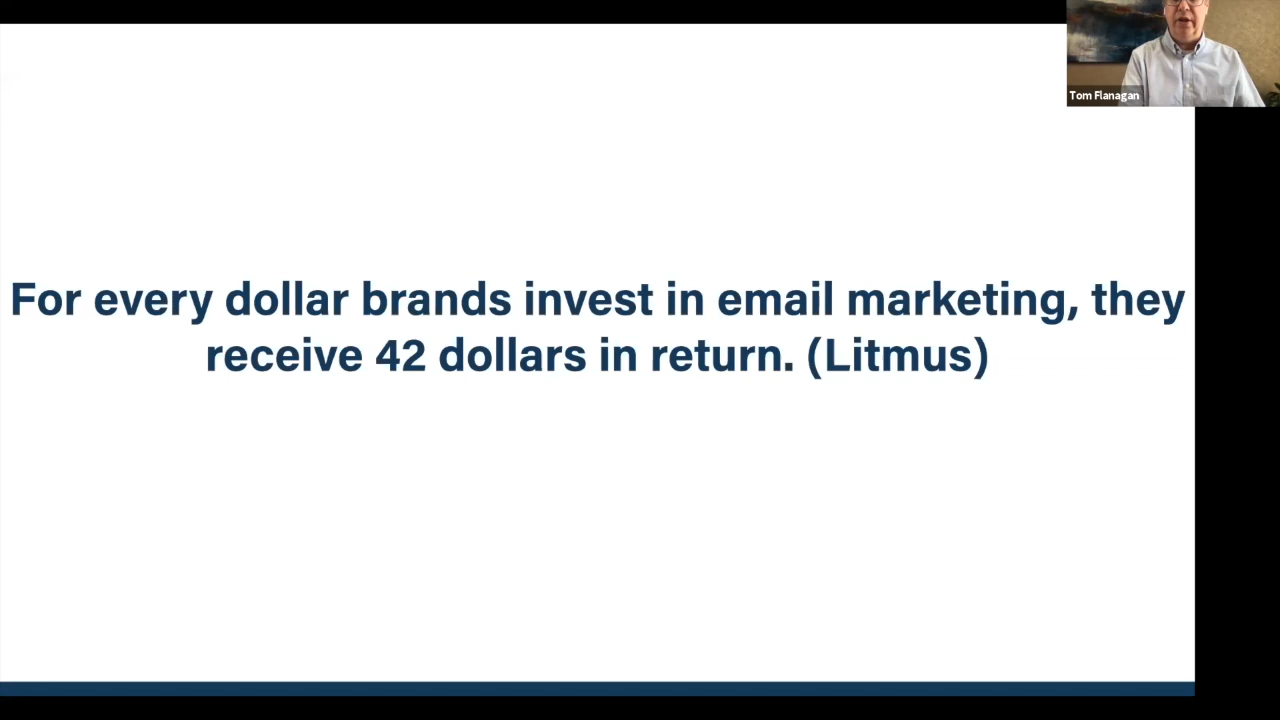 Tom Flanagan
For every dollar brands invest in email marketing, they
receive 42 dollars in return. (Litmus)